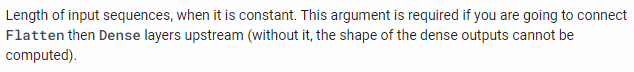 Length of input sequences, when it is constant. This argument is required if you are going to connect
Flatten then Dense layers upstream (without it, the shape of the dense outputs cannot be
computed).